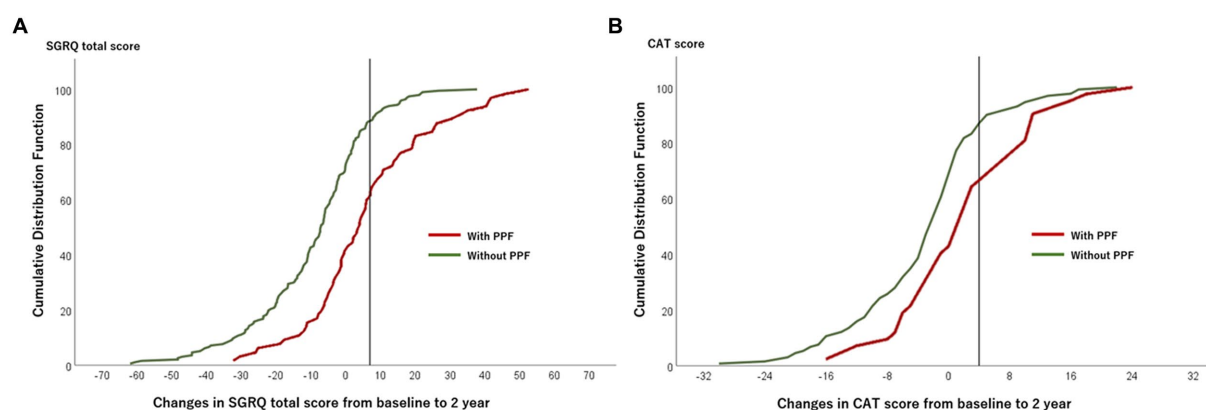 A
SGRQ total score
Cumulative Distribution Function
100
80
60
40
20
0
With PPF
Without PPF
-70 -60 -50 -40 -30 -20 -10 0 10 20 30 40 50 60 70
Changes in SGRQ total score from baseline to 2 year
B
CAT score
Cumulative Distribution Function
100
80
60
40
20
0
With PPF
Without PPF
-32 -24 -16 -8 0 8 16 24 32
Changes in CAT score from baseline to 2 year